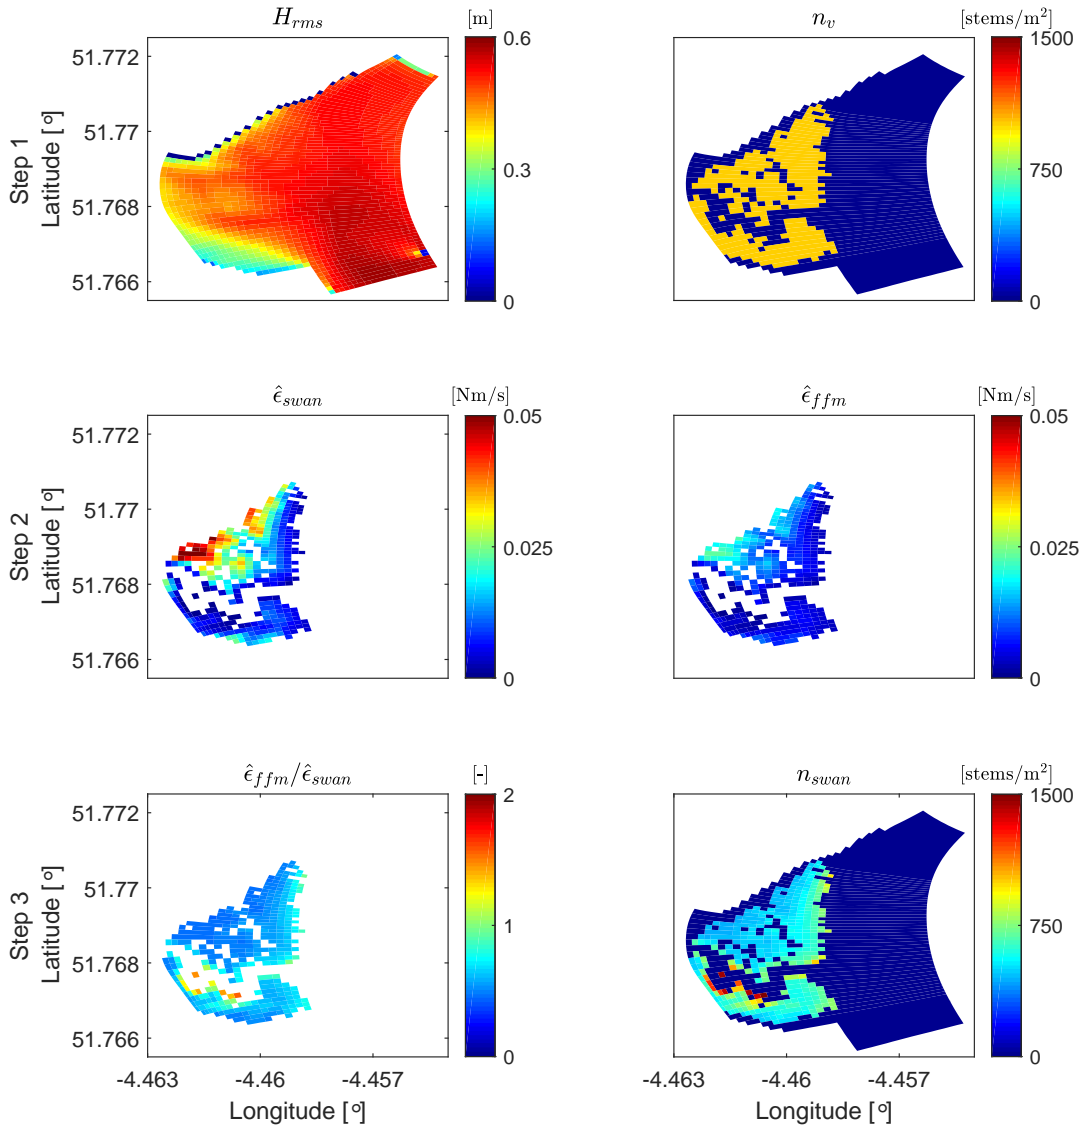 H_rms [m] n_v [stems/m²]
Step 1
Latitude [°]
51.772
51.77
51.768
51.766
0.6
0.3
0
1500
750
0
ε̂_swan [Nm/s] ε̂_ffm [Nm/s]
Step 2
Latitude [°]
51.772
51.77
51.768
51.766
0.05
0.025
0
0.05
0.025
0
ε̂_ffm/ε̂_swan [-] n_swan [stems/m²]
Step 3
Latitude [°]
51.772
51.77
51.768
51.766
2
1
0
1500
750
0
-4.463 -4.46 -4.457
Longitude [°]
-4.463 -4.46 -4.457
Longitude [°]